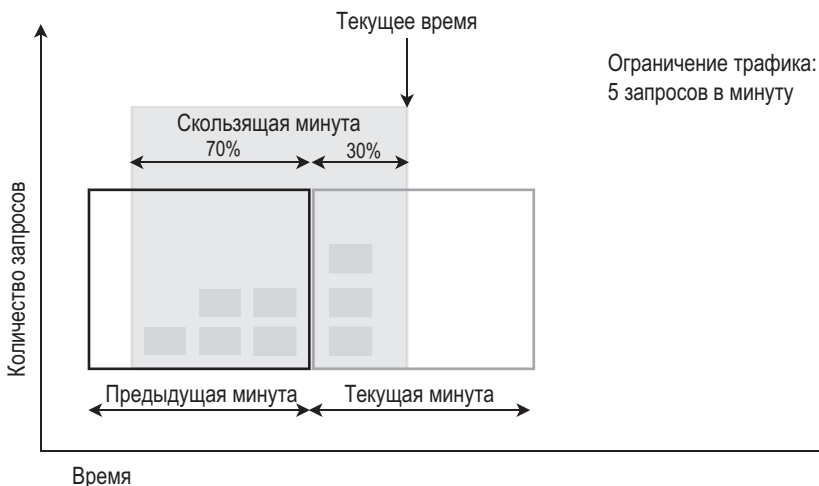 Текущее время
Ограничение трафика:
5 запросов в минуту
Скользящая минута
70%
30%
Количество запросов
Предыдущая минута
Текущая минута
Время